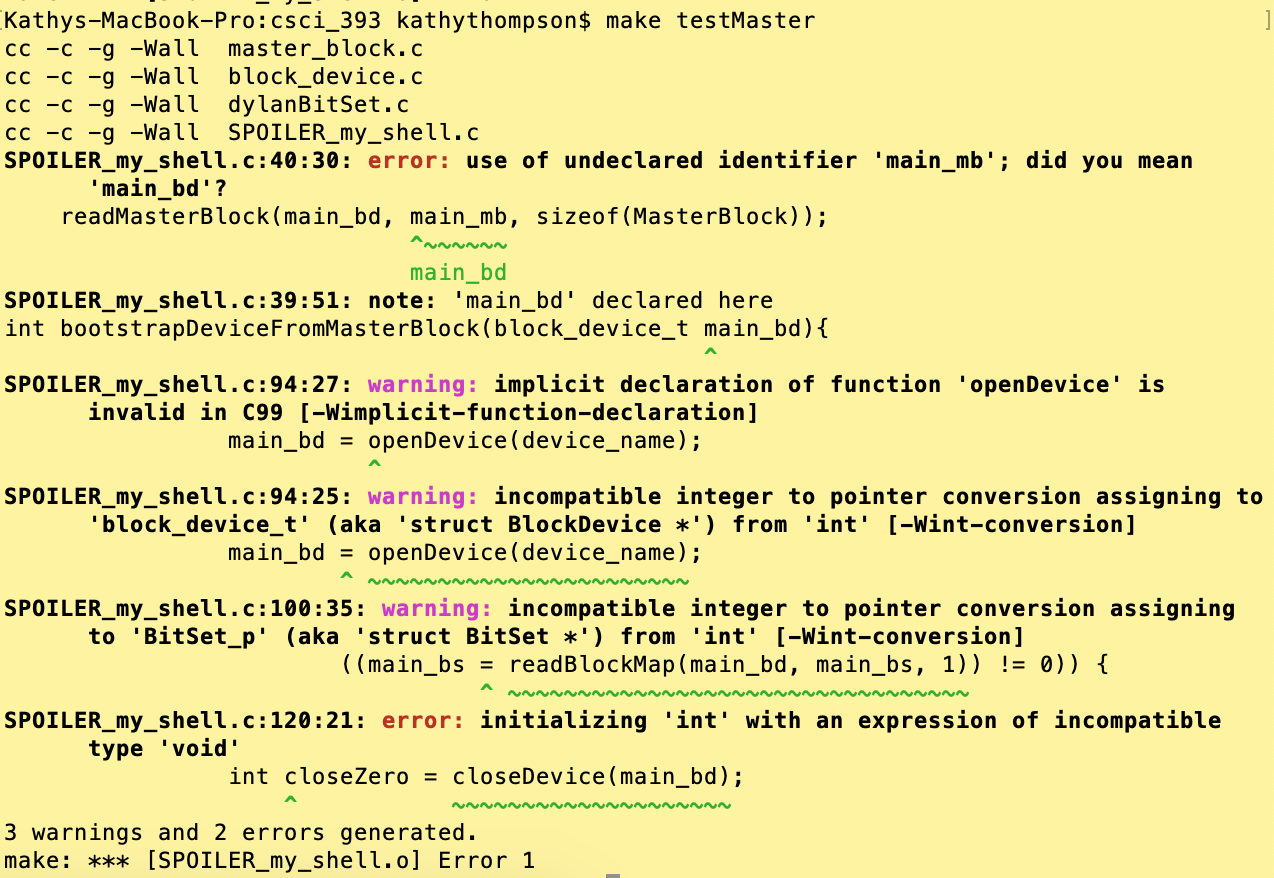 [Kathys-MacBook-Pro:csci_393 kathythompson$ make testMaster ]
cc -c -g -Wall  master_block.c
cc -c -g -Wall  block_device.c
cc -c -g -Wall  dylanBitSet.c
cc -c -g -Wall  SPOILER_my_shell.c
SPOILER_my_shell.c:40:30: error: use of undeclared identifier 'main_mb'; did you mean
      'main_bd'?
    readMasterBlock(main_bd, main_mb, sizeof(MasterBlock));
                             ^~~~~~~
                             main_bd
SPOILER_my_shell.c:39:51: note: 'main_bd' declared here
int bootstrapDeviceFromMasterBlock(block_device_t main_bd){
                                                  ^
SPOILER_my_shell.c:94:27: warning: implicit declaration of function 'openDevice' is
      invalid in C99 [-Wimplicit-function-declaration]
                main_bd = openDevice(device_name);
                          ^
SPOILER_my_shell.c:94:25: warning: incompatible integer to pointer conversion assigning to
      'block_device_t' (aka 'struct BlockDevice *') from 'int' [-Wint-conversion]
                main_bd = openDevice(device_name);
                        ^ ~~~~~~~~~~~~~~~~~~~~~~~
SPOILER_my_shell.c:100:35: warning: incompatible integer to pointer conversion assigning
      to 'BitSet_p' (aka 'struct BitSet *') from 'int' [-Wint-conversion]
                        ((main_bs = readBlockMap(main_bd, main_bs, 1)) != 0)) {
                                  ^ ~~~~~~~~~~~~~~~~~~~~~~~~~~~~~~~~~
SPOILER_my_shell.c:120:21: error: initializing 'int' with an expression of incompatible
      type 'void'
                int closeZero = closeDevice(main_bd);
                    ^           ~~~~~~~~~~~~~~~~~~~~
3 warnings and 2 errors generated.
make: *** [SPOILER_my_shell.o] Error 1